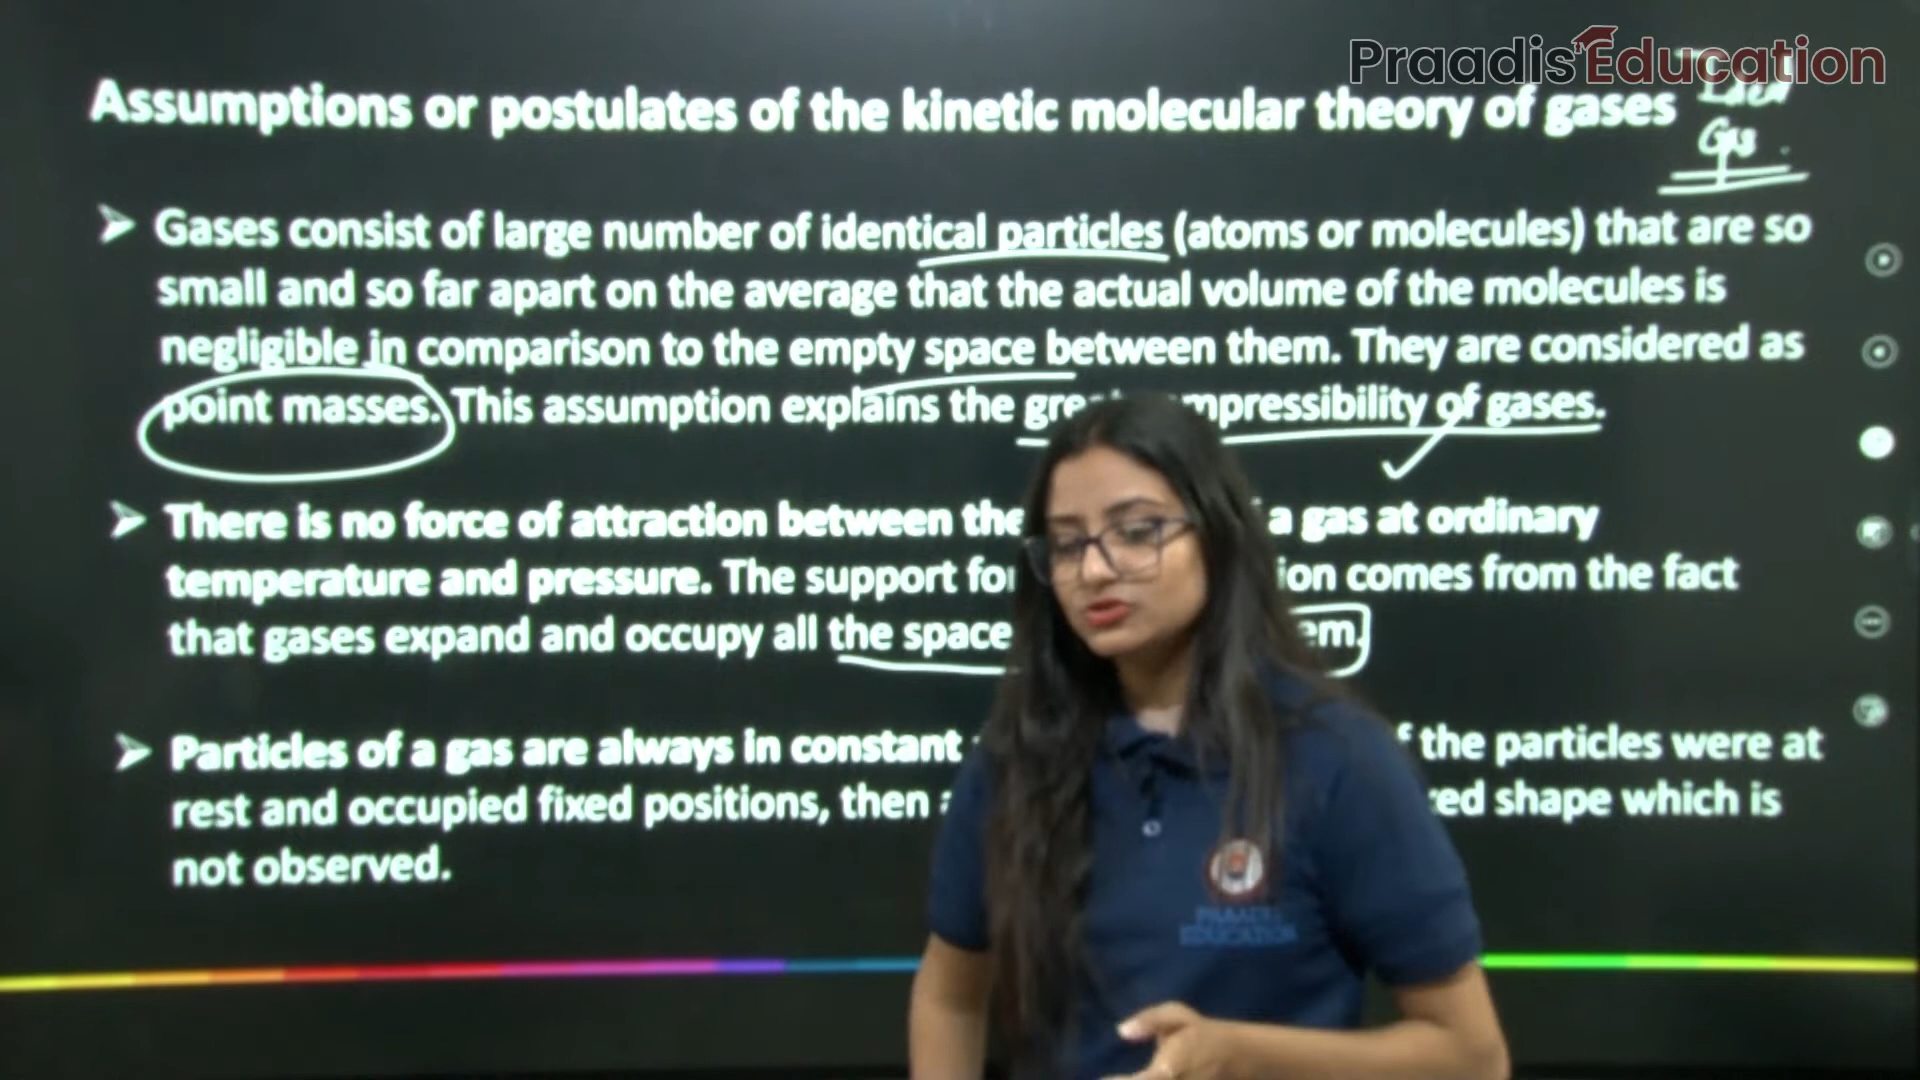 Praadis Education
Assumptions or postulates of the kinetic molecular theory of gases
Ideal
Gas
Gases consist of large number of identical particles (atoms or molecules) that are so
small and so far apart on the average that the actual volume of the molecules is
negligible in comparison to the empty space between them. They are considered as
point masses. This assumption explains the mpressibility of gases.
There is no force of attraction between the a gas at ordinary
temperature and pressure. The support for ion comes from the fact
that gases expand and occupy all the space em.
Particles of a gas are always in constant the particles were at
rest and occupied fixed positions, then shape which is
not observed.
PRAADIS
EDUCATION